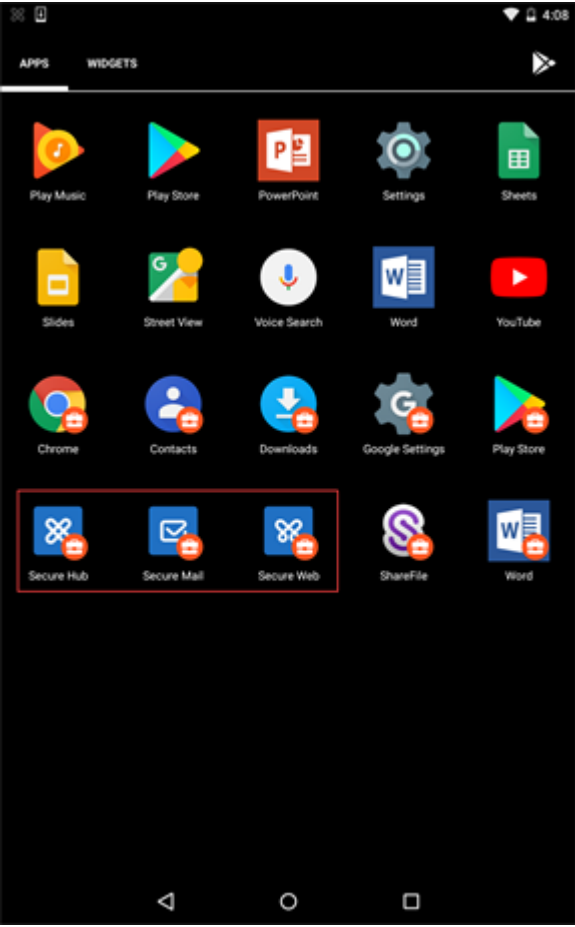 4:08
APPS WIDGETS
Play Music Play Store PowerPoint Settings Sheets
G
Slides Street View Voice Search Word YouTube
G
Chrome Contacts Downloads Google Settings Play Store
Secure Hub Secure Mail Secure Web ShareFile Word